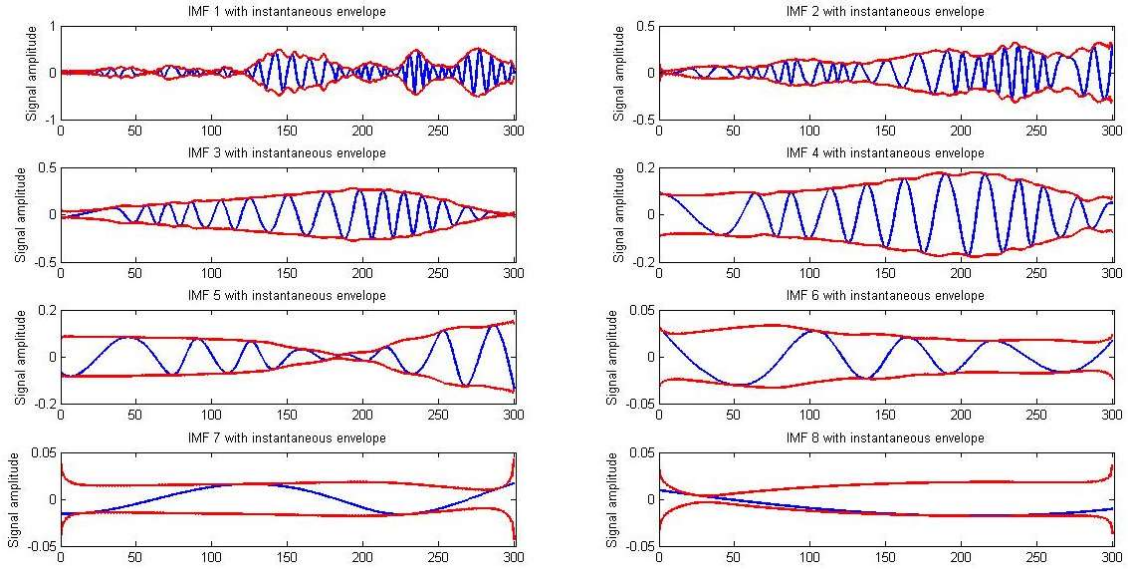 IMF 1 with instantaneous envelope
Signal amplitude
1
0
-1
0 50 100 150 200 250 300
IMF 2 with instantaneous envelope
Signal amplitude
0.5
0
-0.5
0 50 100 150 200 250 300
IMF 3 with instantaneous envelope
Signal amplitude
0.5
0
-0.5
0 50 100 150 200 250 300
IMF 4 with instantaneous envelope
Signal amplitude
0.2
0
-0.2
0 50 100 150 200 250 300
IMF 5 with instantaneous envelope
Signal amplitude
0.2
0
-0.2
0 50 100 150 200 250 300
IMF 6 with instantaneous envelope
Signal amplitude
0.05
0
-0.05
0 50 100 150 200 250 300
IMF 7 with instantaneous envelope
Signal amplitude
0.05
0
-0.05
0 50 100 150 200 250 300
IMF 8 with instantaneous envelope
Signal amplitude
0.05
0
-0.05
0 50 100 150 200 250 300